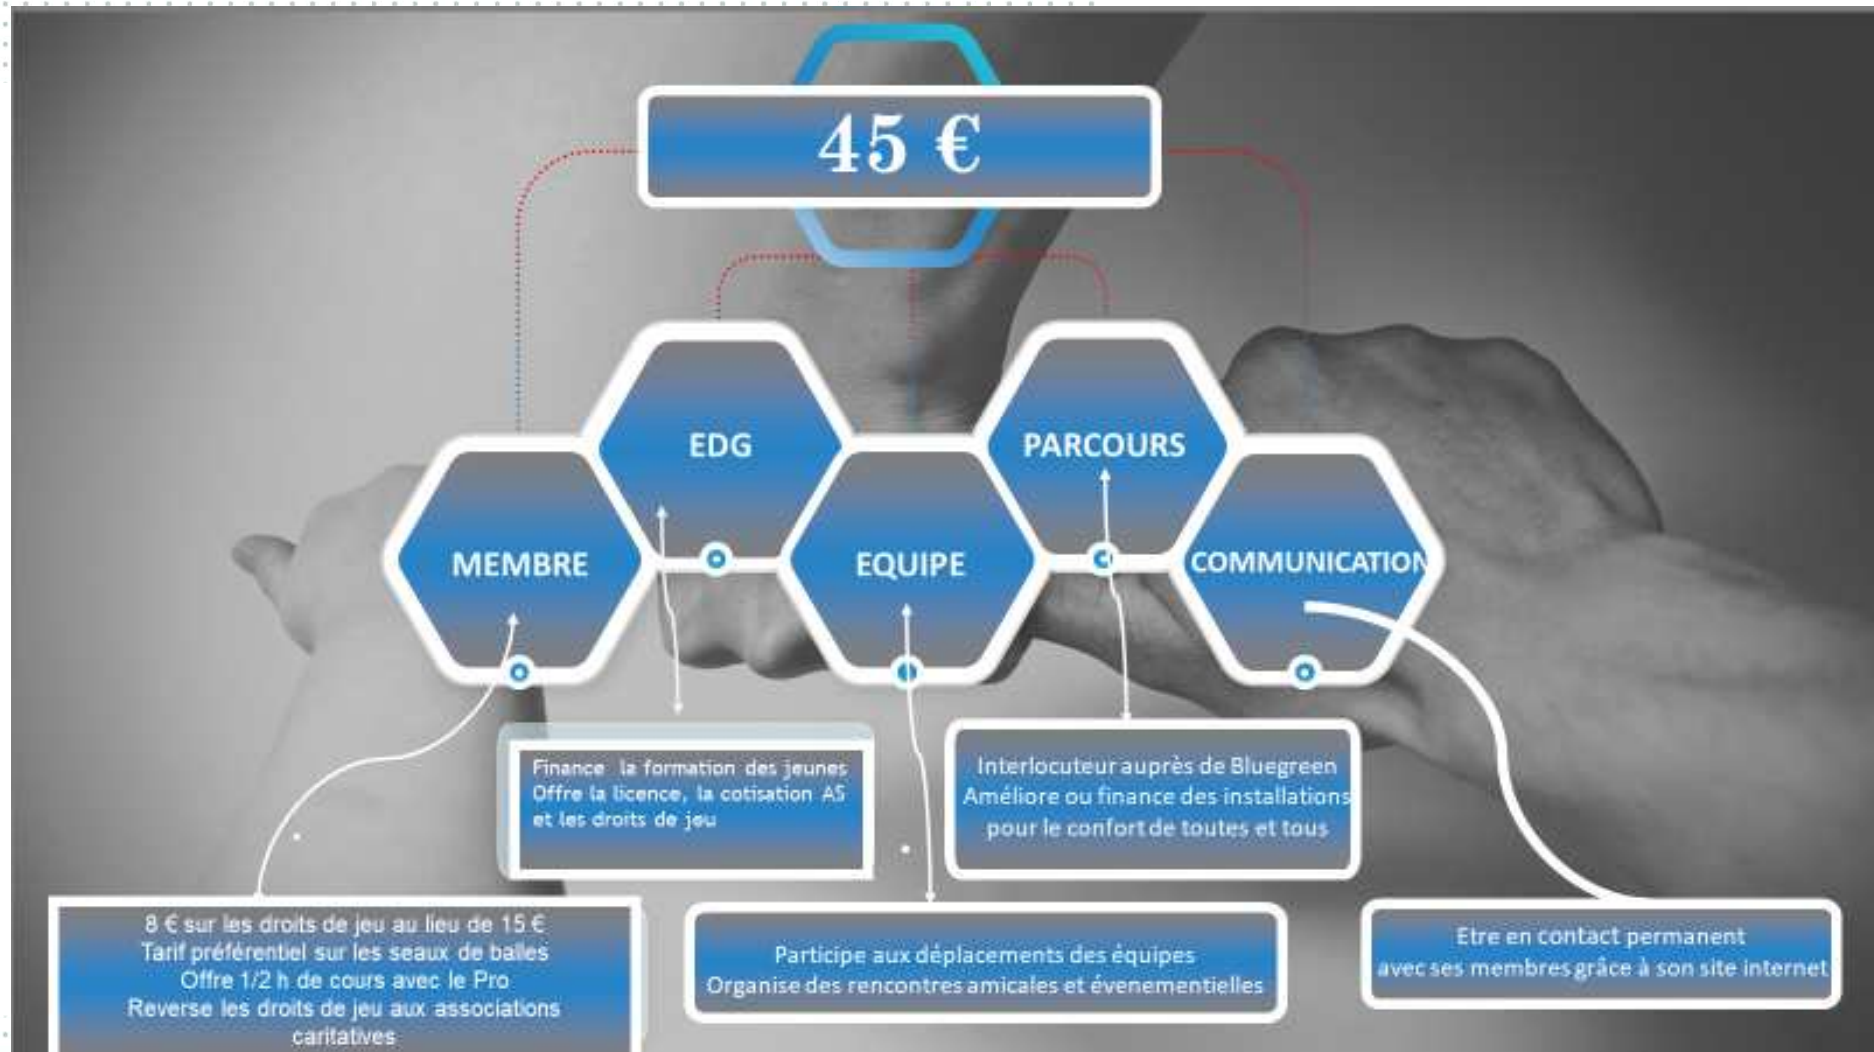 45 €
EDG
PARCOURS
MEMBRE
EQUIPE
COMMUNICATION
Finance la formation des jeunes
Offre la licence, la cotisation AS
et les droits de jeu
Interlocuteur auprès de Bluegreen
Améliore ou finance des installations
pour le confort de toutes et tous
8 € sur les droits de jeu au lieu de 15 €
Tarif préférentiel sur les seaux de balles
Offre 1/2 h de cours avec le Pro
Reverse les droits de jeu aux associations
caritatives
Participe aux déplacements des équipes
Organise des rencontres amicales et évenementielles
Etre en contact permanent
avec ses membres grâce à son site internet